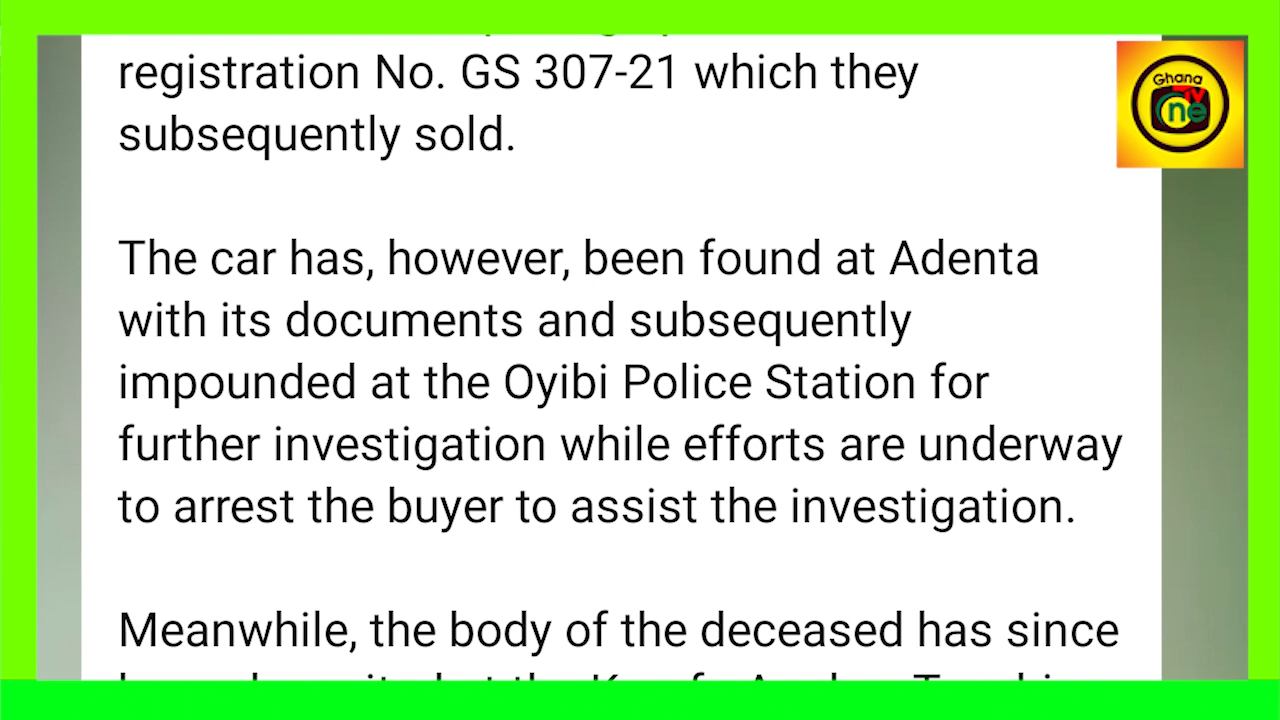 registration No. GS 307-21 which they
subsequently sold.
The car has, however, been found at Adenta
with its documents and subsequently
impounded at the Oyibi Police Station for
further investigation while efforts are underway
to arrest the buyer to assist the investigation.
Meanwhile, the body of the deceased has since
Ghana
TV
One